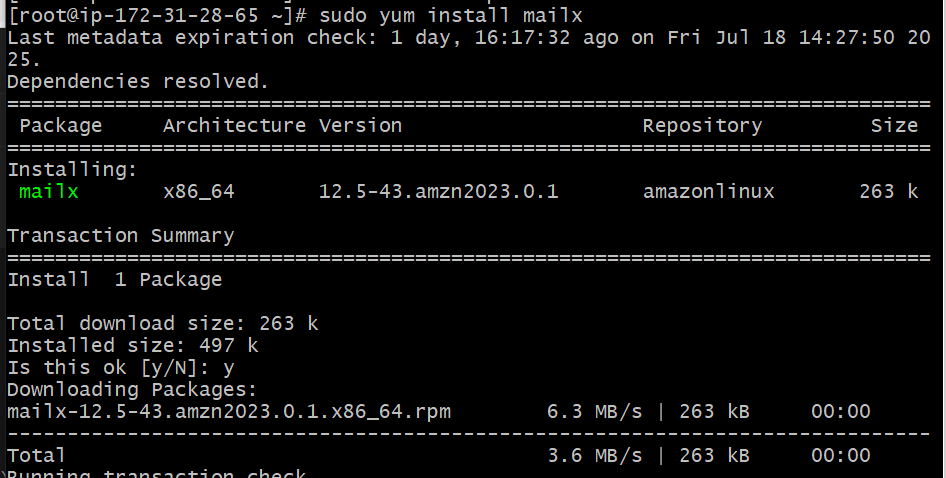 [root@ip-172-31-28-65 ~]# sudo yum install mailx
Last metadata expiration check: 1 day, 16:17:32 ago on Fri Jul 18 14:27:50 20
25.
Dependencies resolved.
================================================================================
Package Architecture Version Repository Size
================================================================================
Installing:
mailx x86_64 12.5-43.amzn2023.0.1 amazonlinux 263 k
Transaction Summary
================================================================================
Install 1 Package
Total download size: 263 k
Installed size: 497 k
Is this ok [y/N]: y
Downloading Packages:
mailx-12.5-43.amzn2023.0.1.x86_64.rpm 6.3 MB/s | 263 kB 00:00
--------------------------------------------------------------------------------
Total 3.6 MB/s | 263 kB 00:00
Running transaction check